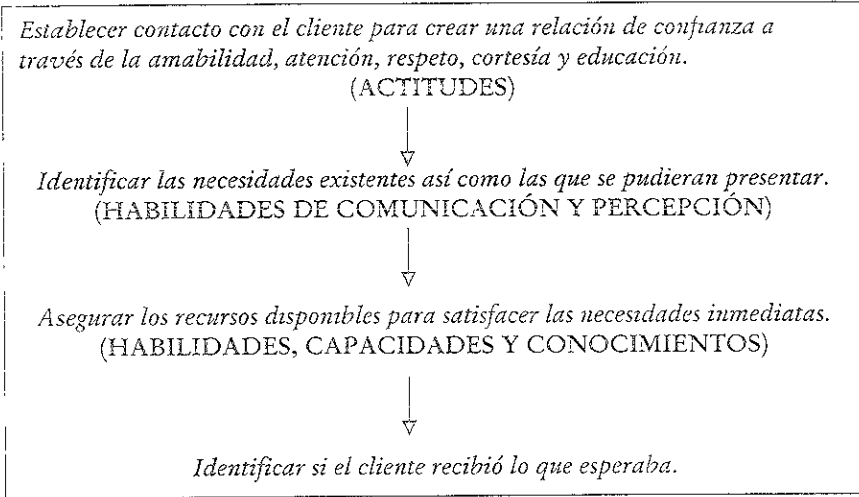 Establecer contacto con el cliente para crear una relación de confianza a
través de la amabilidad, atención, respeto, cortesía y educación.
(ACTITUDES)
Identificar las necesidades existentes así como las que se pudieran presentar.
(HABILIDADES DE COMUNICACIÓN Y PERCEPCIÓN)
Asegurar los recursos disponibles para satisfacer las necesidades inmediatas.
(HABILIDADES, CAPACIDADES Y CONOCIMIENTOS)
Identificar si el cliente recibió lo que esperaba.